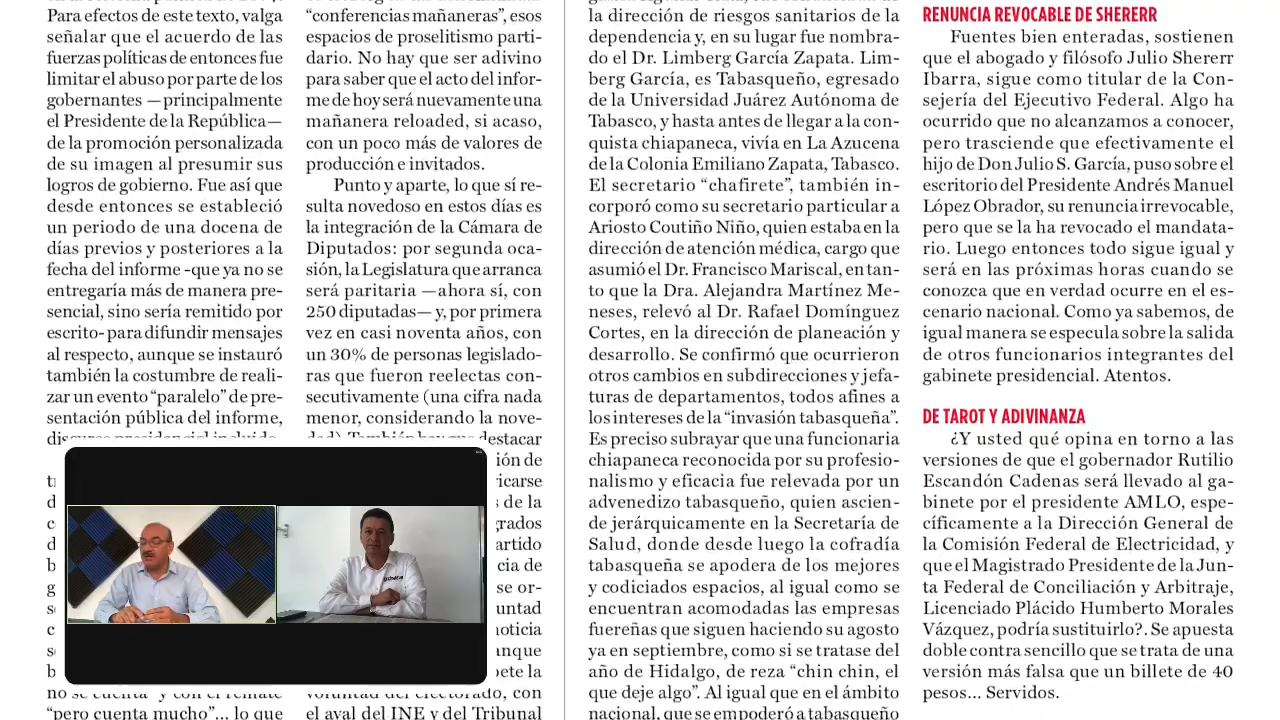 Para efectos de este texto, valga
señalar que el acuerdo de las
fuerzas políticas de entonces fue
limitar el abuso por parte de los
gobernantes —principalmente
el Presidente de la República—
de la promoción personalizada
de su imagen al presumir sus
logros de gobierno. Fue así que
desde entonces se estableció
un periodo de una docena de
días previos y posteriores a la
fecha del informe -que ya no se
entregaría más de manera pre-
sencial, sino sería remitido por
escrito- para difundir mensajes
al respecto, aunque se instauró
también la costumbre de reali-
zar un evento “paralelo” de pre-
sentación pública del informe,
no se cuenta y con el remate
“pero cuenta mucho”... lo que
“conferencias mañaneras”, esos
espacios de proselitismo parti-
dario. No hay que ser adivino
para saber que el acto del infor-
me de hoy será nuevamente una
mañanera reloaded, si acaso,
con un poco más de valores de
producción e invitados.
Punto y aparte, lo que sí re-
sulta novedoso en estos días es
la integración de la Cámara de
Diputados: por segunda oca-
sión, la Legislatura que arranca
será paritaria —ahora sí, con
250 diputadas— y, por primera
vez en casi noventa años, con
un 30% de personas legislado-
ras que fueron reelectas con-
secutivamente (una cifra nada
menor, considerando la nove-
dad). También hay que destacar
de
de la
de
se or-
la
voluntad del electorado, con
el aval del INE y del Tribunal
la dirección de riesgos sanitarios de la
dependencia y, en su lugar fue nombra-
do el Dr. Limberg García Zapata. Lim-
berg García, es Tabasqueño, egresado
de la Universidad Juárez Autónoma de
Tabasco, y hasta antes de llegar a la con-
quista chiapaneca, vivía en La Azucena
de la Colonia Emiliano Zapata, Tabasco.
El secretario “chafirete”, también in-
corporó como su secretario particular a
Ariosto Coutiño Niño, quien estaba en la
dirección de atención médica, cargo que
asumió el Dr. Francisco Mariscal, en tan-
to que la Dra. Alejandra Martínez Me-
neses, relevó al Dr. Rafael Domínguez
Cortes, en la dirección de planeación y
desarrollo. Se confirmó que ocurrieron
otros cambios en subdirecciones y jefa-
turas de departamentos, todos afines a
los intereses de la “invasión tabasqueña”.
Es preciso subrayar que una funcionaria
chiapaneca reconocida por su profesio-
nalismo y eficacia fue relevada por un
advenedizo tabasqueño, quien ascien-
de jerárquicamente en la Secretaría de
Salud, donde desde luego la cofradía
tabasqueña se apodera de los mejores
y codiciados espacios, al igual como se
encuentran acomodadas las empresas
fuereñas que siguen haciendo su agosto
ya en septiembre, como si se tratase del
año de Hidalgo, de reza “chin chin, el
que deje algo”. Al igual que en el ámbito
nacional, que se empoderó a tabasqueño
RENUNCIA REVOCABLE DE SHERERR
Fuentes bien enteradas, sostienen
que el abogado y filósofo Julio Shererr
Ibarra, sigue como titular de la Con-
sejería del Ejecutivo Federal. Algo ha
ocurrido que no alcanzamos a conocer,
pero trasciende que efectivamente el
hijo de Don Julio S. García, puso sobre el
escritorio del Presidente Andrés Manuel
López Obrador, su renuncia irrevocable,
pero que se la ha revocado el mandata-
rio. Luego entonces todo sigue igual y
será en las próximas horas cuando se
conozca que en verdad ocurre en el es-
cenario nacional. Como ya sabemos, de
igual manera se especula sobre la salida
de otros funcionarios integrantes del
gabinete presidencial. Atentos.
DE TAROT Y ADIVINANZA
¿Y usted qué opina en torno a las
versiones de que el gobernador Rutilio
Escandón Cadenas será llevado al ga-
binete por el presidente AMLO, espe-
cíficamente a la Dirección General de
la Comisión Federal de Electricidad, y
que el Magistrado Presidente de la Jun-
ta Federal de Conciliación y Arbitraje,
Licenciado Plácido Humberto Morales
Vázquez, podría sustituirlo?. Se apuesta
doble contra sencillo que se trata de una
versión más falsa que un billete de 40
pesos... Servidos.